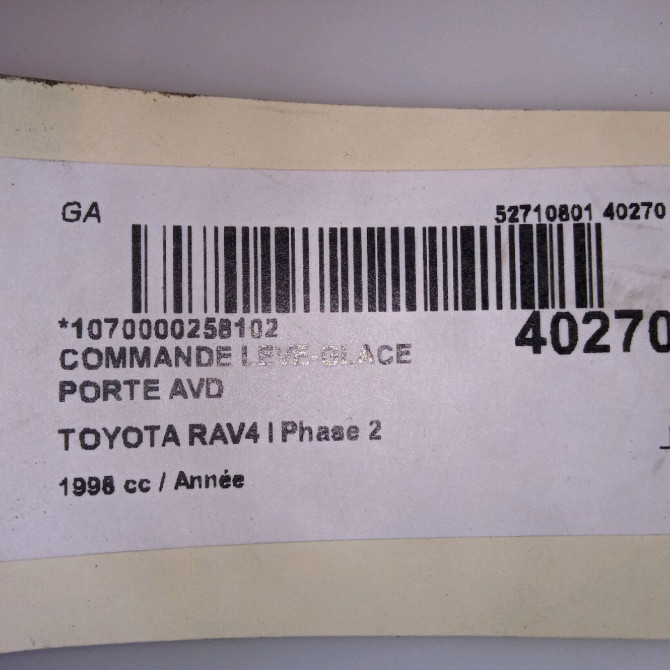 GA 52710801 40270
*1070000258102 40270
COMMANDE LEVE-GLACE
PORTE AVD
TOYOTA RAV4 I Phase 2
1998 cc / Année